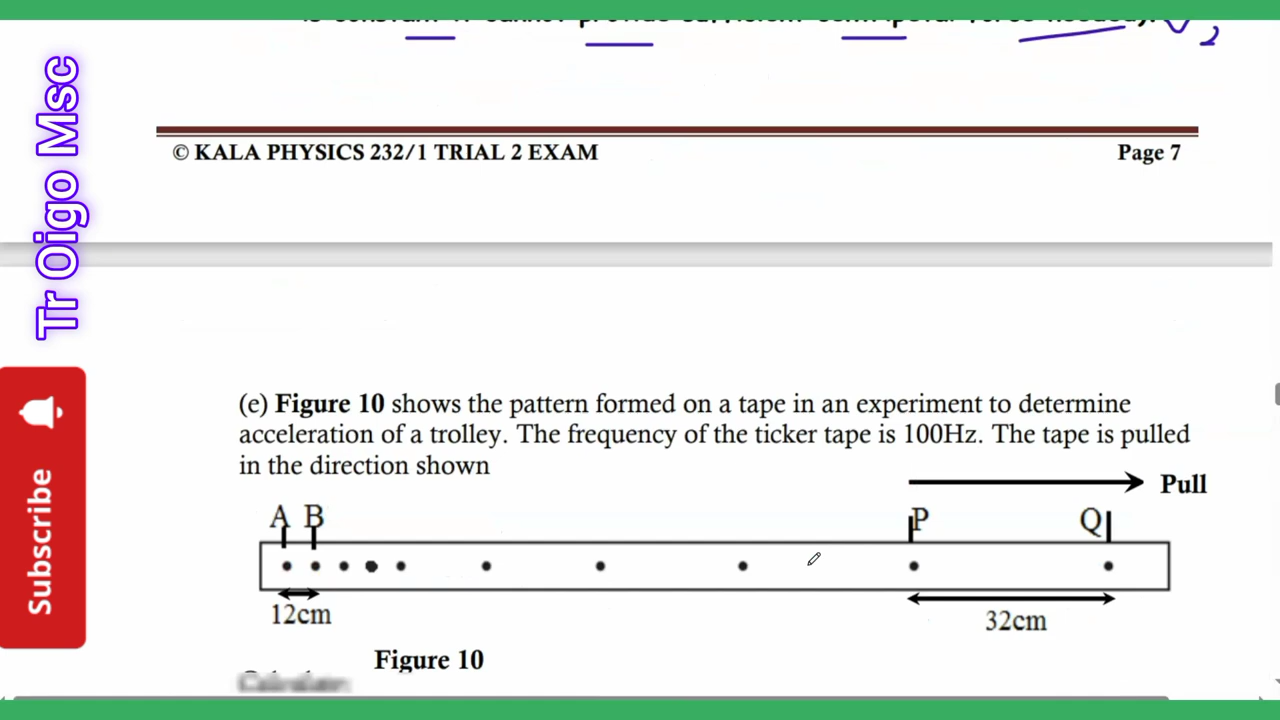 Tr Oigo Msc
Subscribe
© KALA PHYSICS 232/1 TRIAL 2 EXAM Page 7
(e) Figure 10 shows the pattern formed on a tape in an experiment to determine
acceleration of a trolley. The frequency of the ticker tape is 100Hz. The tape is pulled
in the direction shown
Pull
A B P Q
12cm 32cm
Figure 10